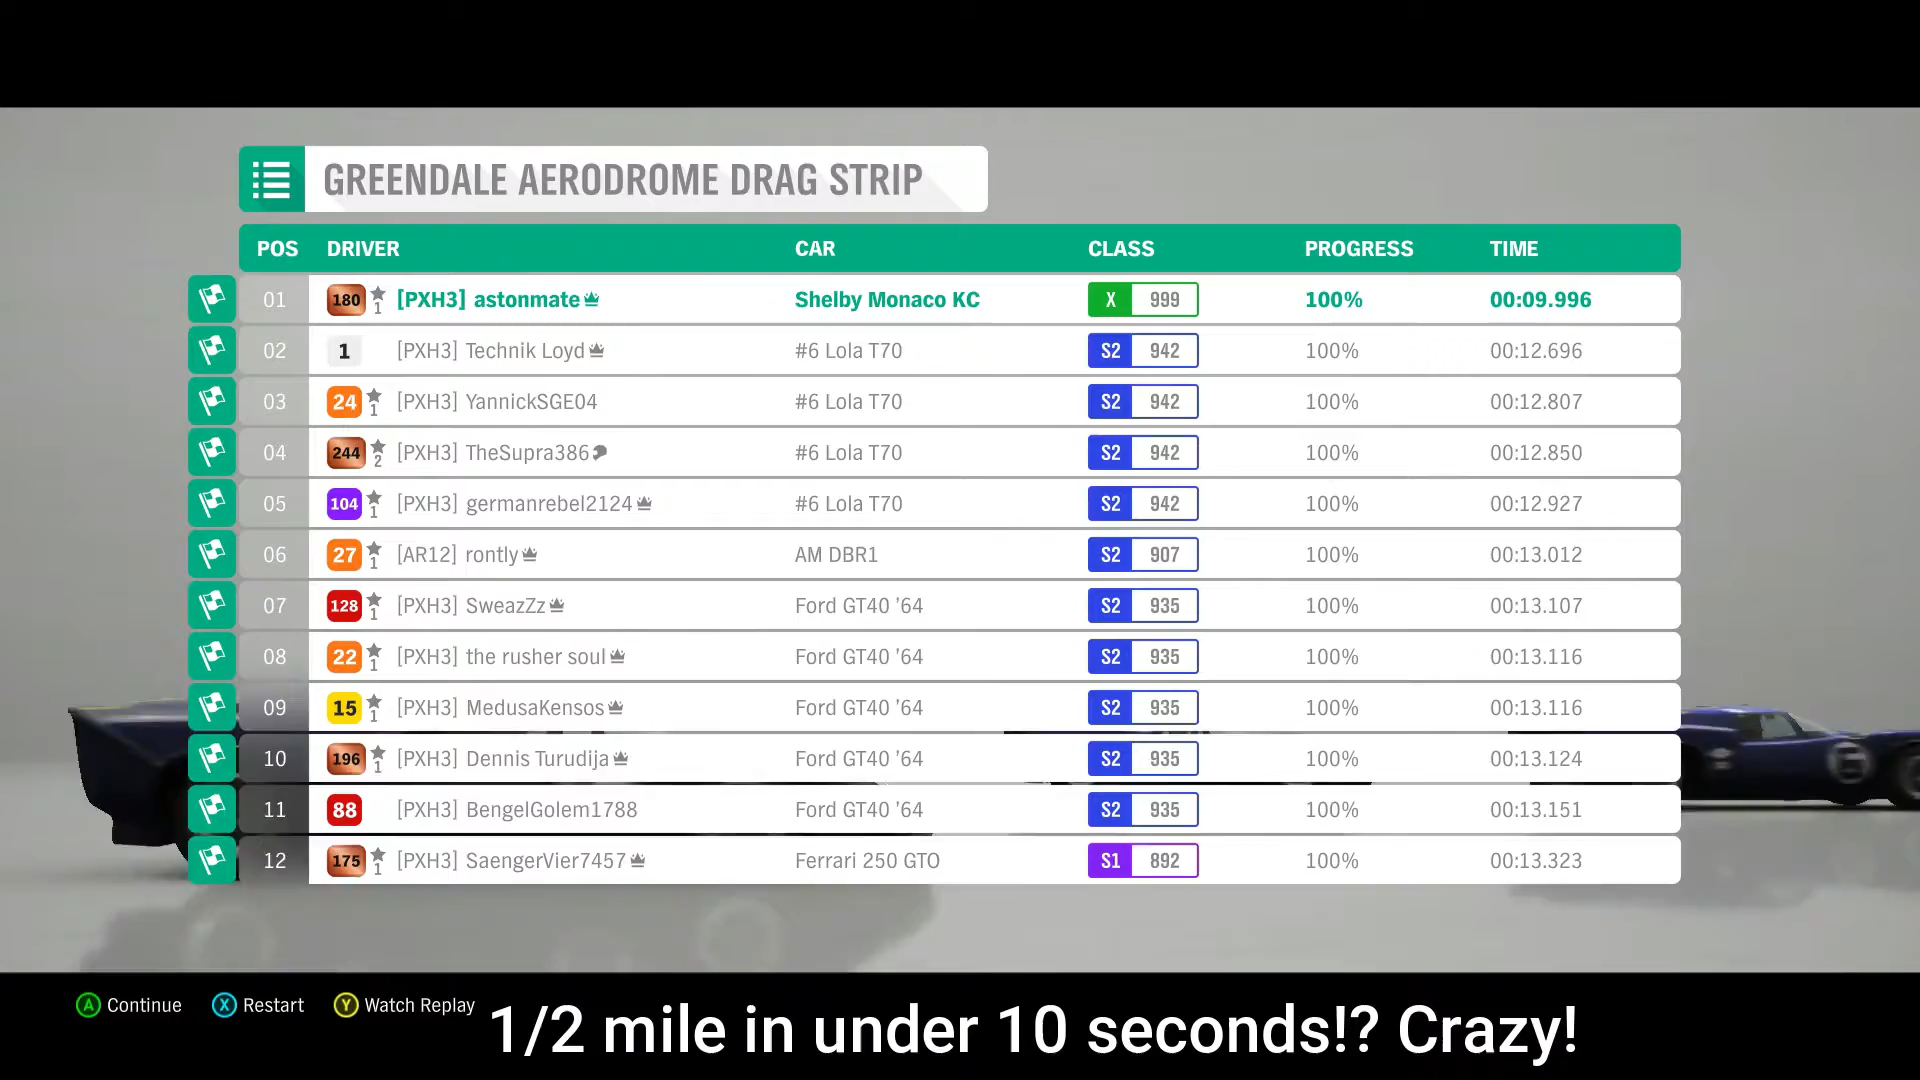 GREENDALE AERODROME DRAG STRIP
POS DRIVER CAR CLASS PROGRESS TIME
01 180 1 [PXH3] astonmate Shelby Monaco KC X 999 100% 00:09.996
02 1 [PXH3] Technik Loyd #6 Lola T70 S2 942 100% 00:12.696
03 24 1 [PXH3] YannickSGE04 #6 Lola T70 S2 942 100% 00:12.807
04 244 2 [PXH3] TheSupra386 #6 Lola T70 S2 942 100% 00:12.850
05 104 1 [PXH3] germanrebel2124 #6 Lola T70 S2 942 100% 00:12.927
06 27 1 [AR12] rontly AM DBR1 S2 907 100% 00:13.012
07 128 1 [PXH3] SweazZz Ford GT40 '64 S2 935 100% 00:13.107
08 22 1 [PXH3] the rusher soul Ford GT40 '64 S2 935 100% 00:13.116
09 15 1 [PXH3] MedusaKensos Ford GT40 '64 S2 935 100% 00:13.116
10 196 1 [PXH3] Dennis Turudija Ford GT40 '64 S2 935 100% 00:13.124
11 88 [PXH3] BengelGolem1788 Ford GT40 '64 S2 935 100% 00:13.151
12 175 1 [PXH3] SaengerVier7457 Ferrari 250 GTO S1 892 100% 00:13.323
A Continue X Restart Y Watch Replay
1/2 mile in under 10 seconds!? Crazy!